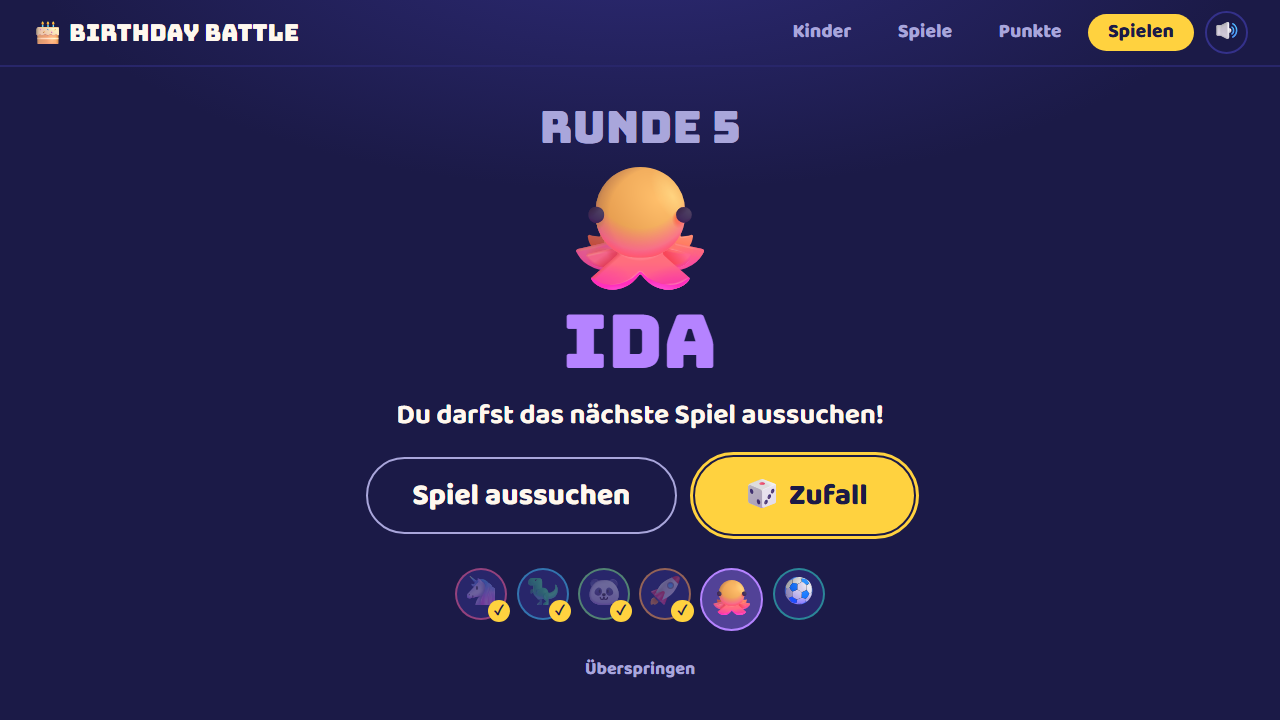 BIRTHDAY BATTLE
Kinder
Spiele
Punkte
Spielen
RUNDE 5
IDA
Du darfst das nächste Spiel aussuchen!
Spiel aussuchen
Zufall
Überspringen